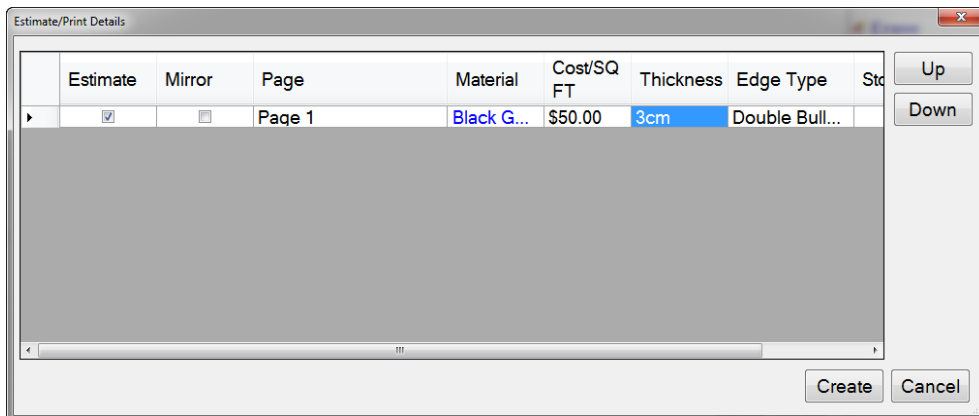 Estimate/Print Details
Estimate Mirror Page Material Cost/SQ FT Thickness Edge Type Sto
Page 1 Black G... $50.00 3cm Double Bull...
Up
Down
Create Cancel